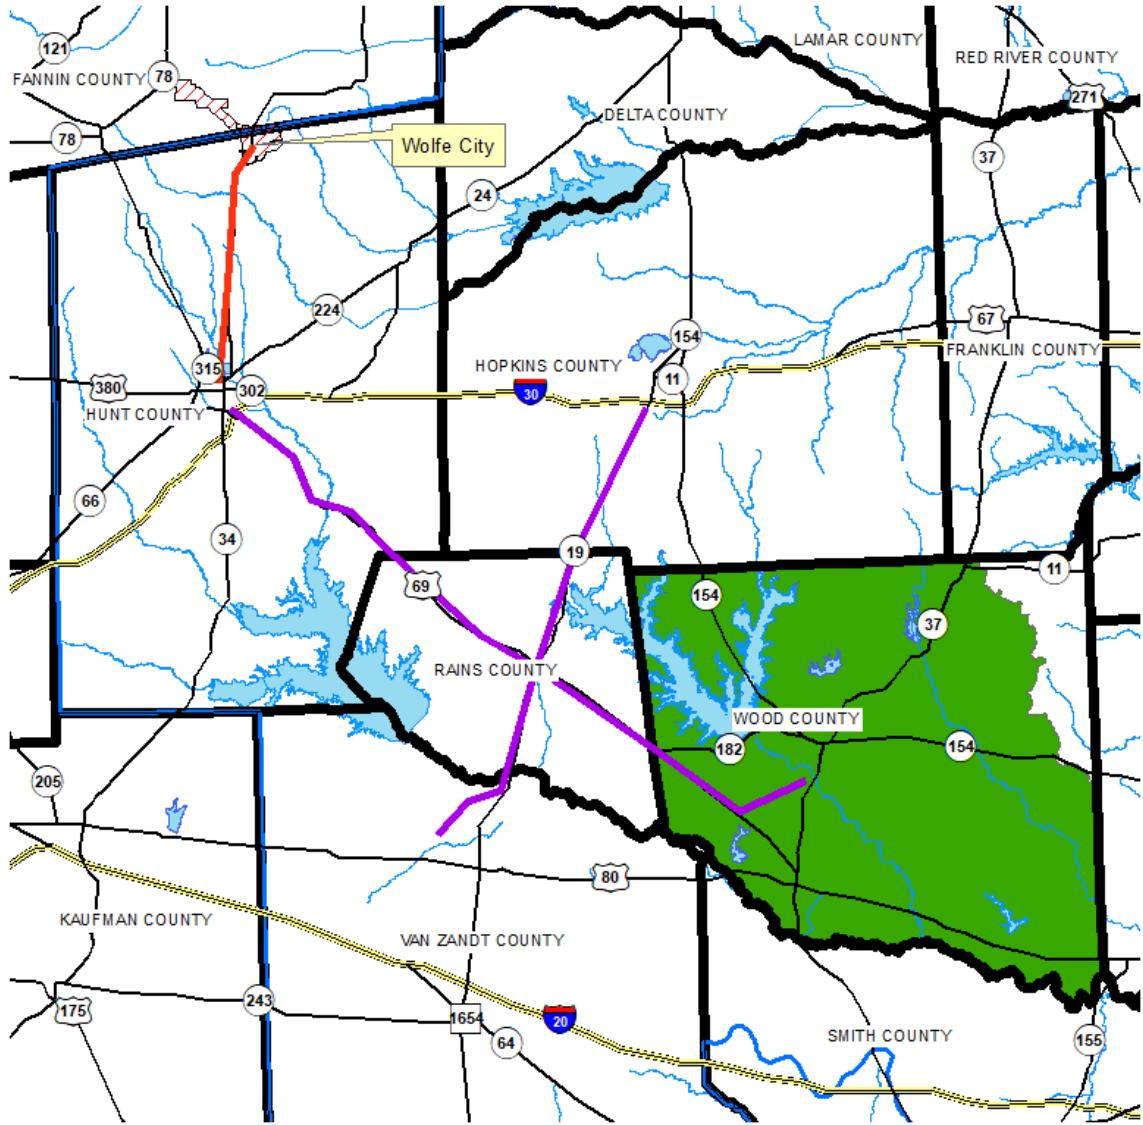 LAMAR COUNTY
121
RED RIVER COUNTY
FANNIN COUNTY
78
271
DELTA COUNTY
78
Wolfe City
37
24
224
67
154
FRANKLIN COUNTY
315
HOPKINS COUNTY
11
380
302
30
HUNT COUNTY
66
34
19
11
69
154
37
RAINS COUNTY
WOOD COUNTY
182
154
205
80
KAUFMAN COUNTY
VAN ZANDT COUNTY
243
175
1654
20
64
SMITH COUNTY
155